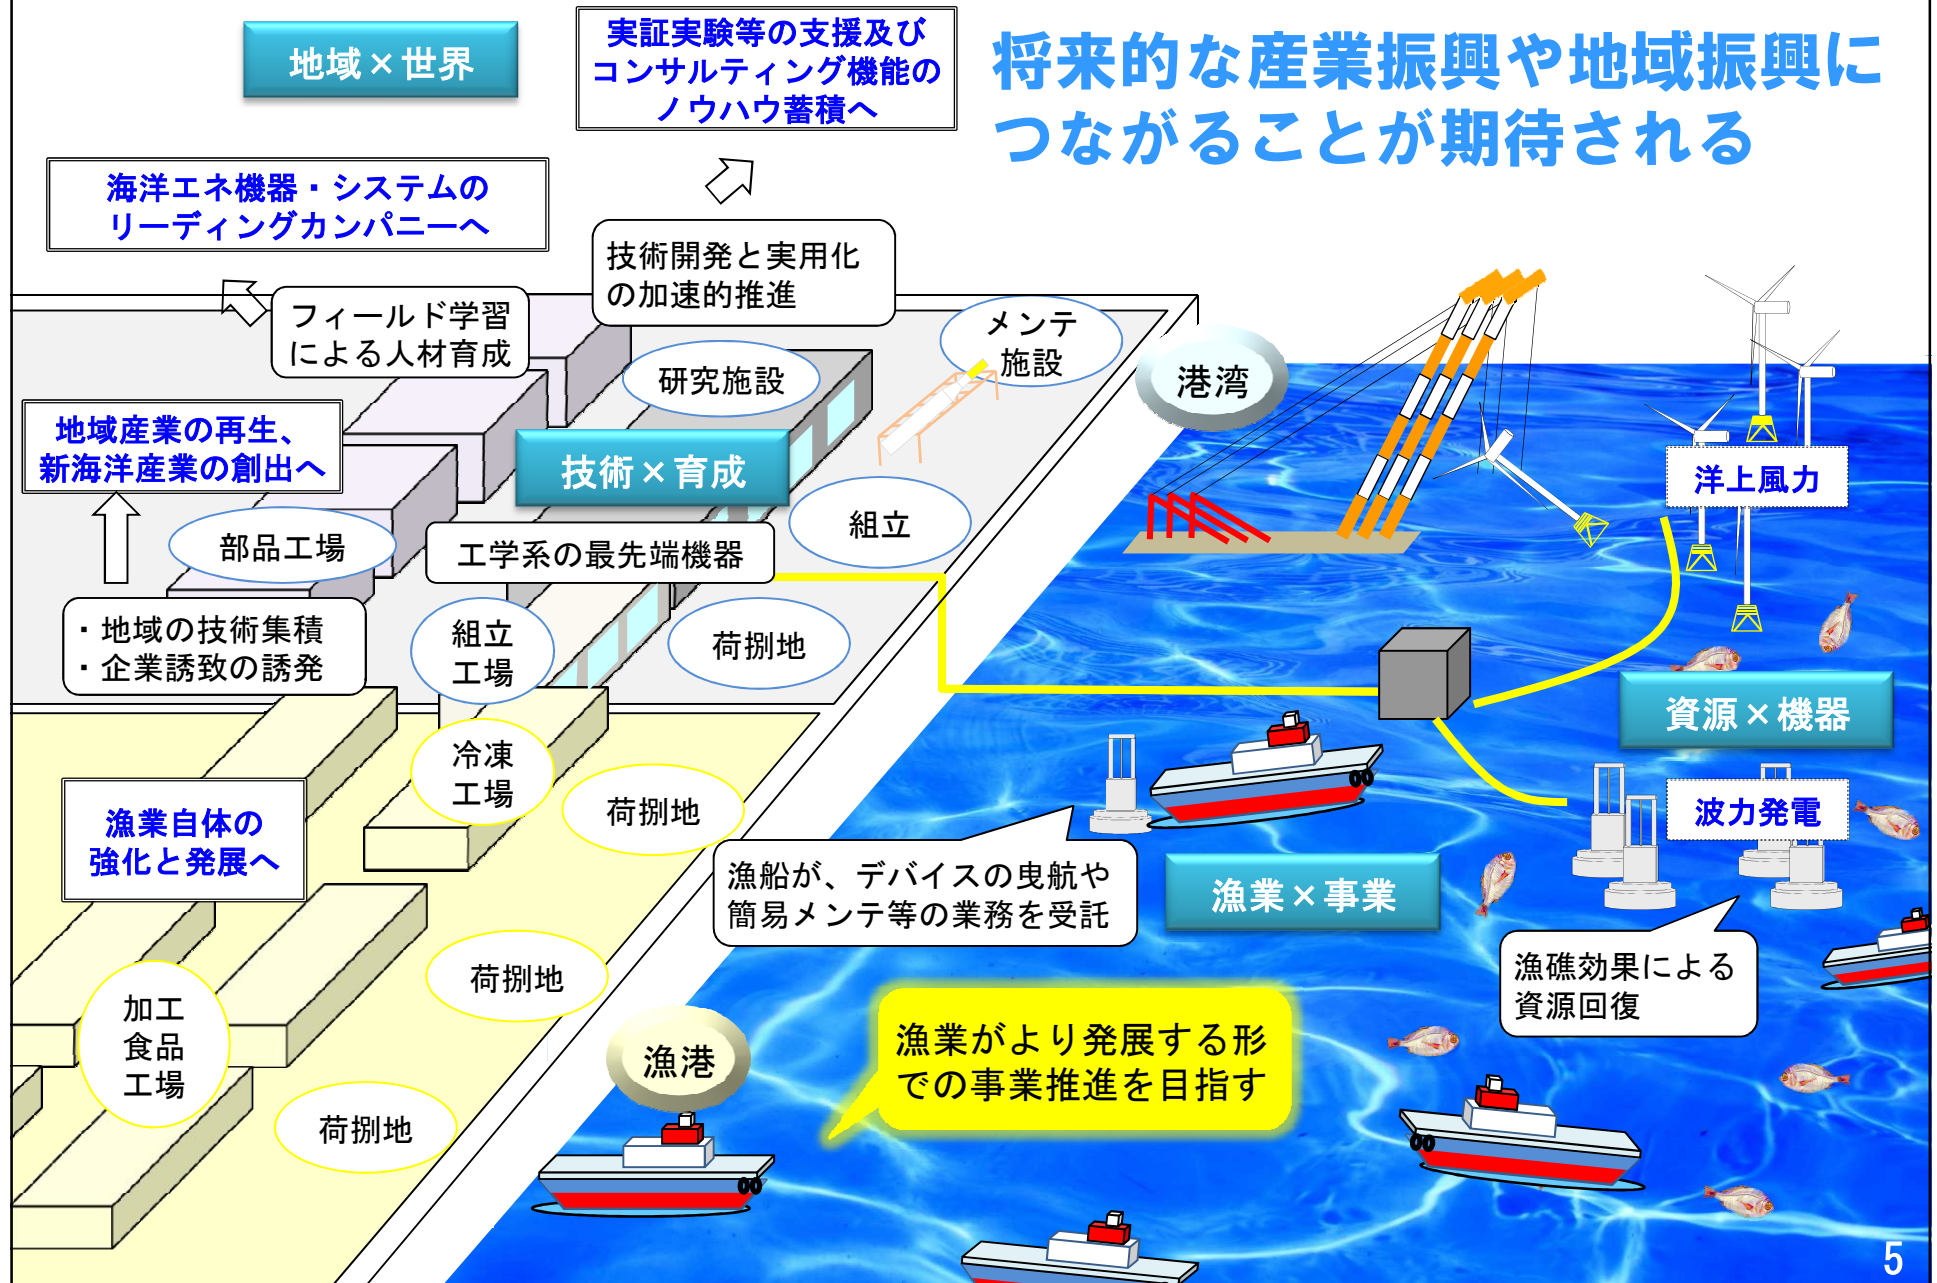 地域×世界
実証実験等の支援及び
コンサルティング機能の
ノウハウ蓄積へ
将来的な産業振興や地域振興に
つながることが期待される
海洋エネ機器・システムの
リーディングカンパニーへ
技術開発と実用化
の加速的推進
フィールド学習
による人材育成
メンテ
施設
研究施設
港湾
地域産業の再生、
新海洋産業の創出へ
技術×育成
洋上風力
組立
部品工場
工学系の最先端機器
・地域の技術集積
・企業誘致の誘発
組立
工場
荷捌地
資源×機器
冷凍
工場
荷捌地
波力発電
漁業自体の
強化と発展へ
漁船が、デバイスの曳航や
簡易メンテ等の業務を受託
漁業×事業
漁礁効果による
資源回復
荷捌地
加工
食品
工場
漁港
漁業がより発展する形
での事業推進を目指す
荷捌地
5